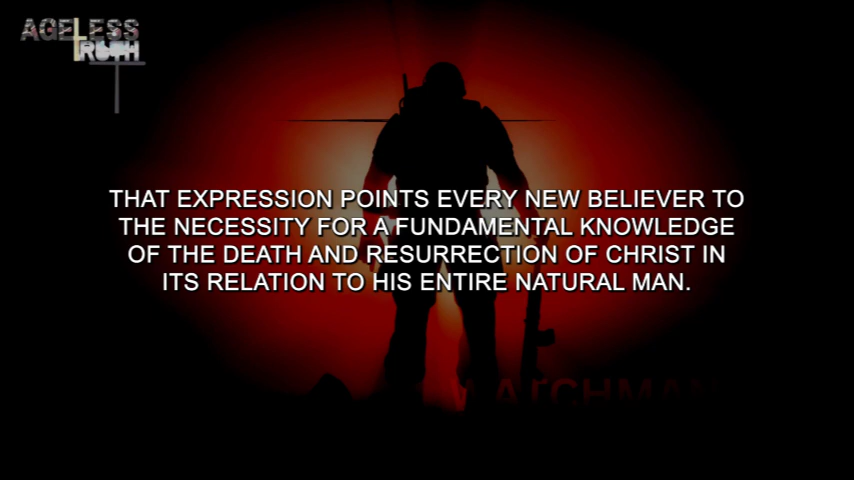 AGELESS
TRUTH
THAT EXPRESSION POINTS EVERY NEW BELIEVER TO
THE NECESSITY FOR A FUNDAMENTAL KNOWLEDGE
OF THE DEATH AND RESURRECTION OF CHRIST IN
ITS RELATION TO HIS ENTIRE NATURAL MAN.
WATCHMAN